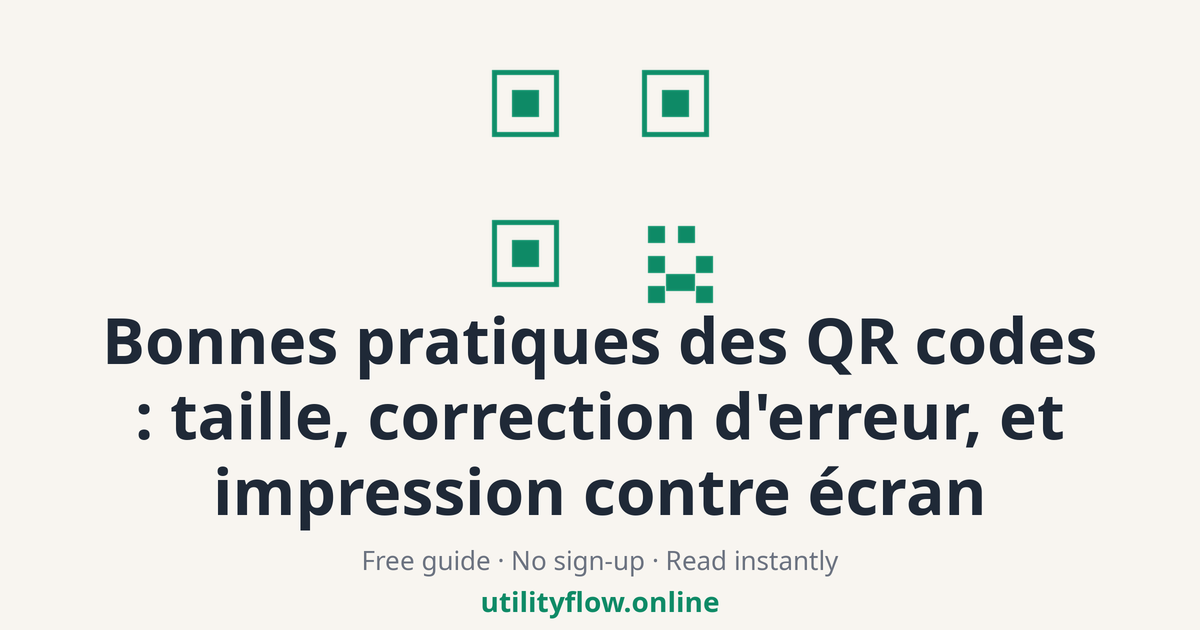 Bonnes pratiques des QR codes
: taille, correction d'erreur, et
impression contre écran
Free guide · No sign-up · Read instantly
utilityflow.online